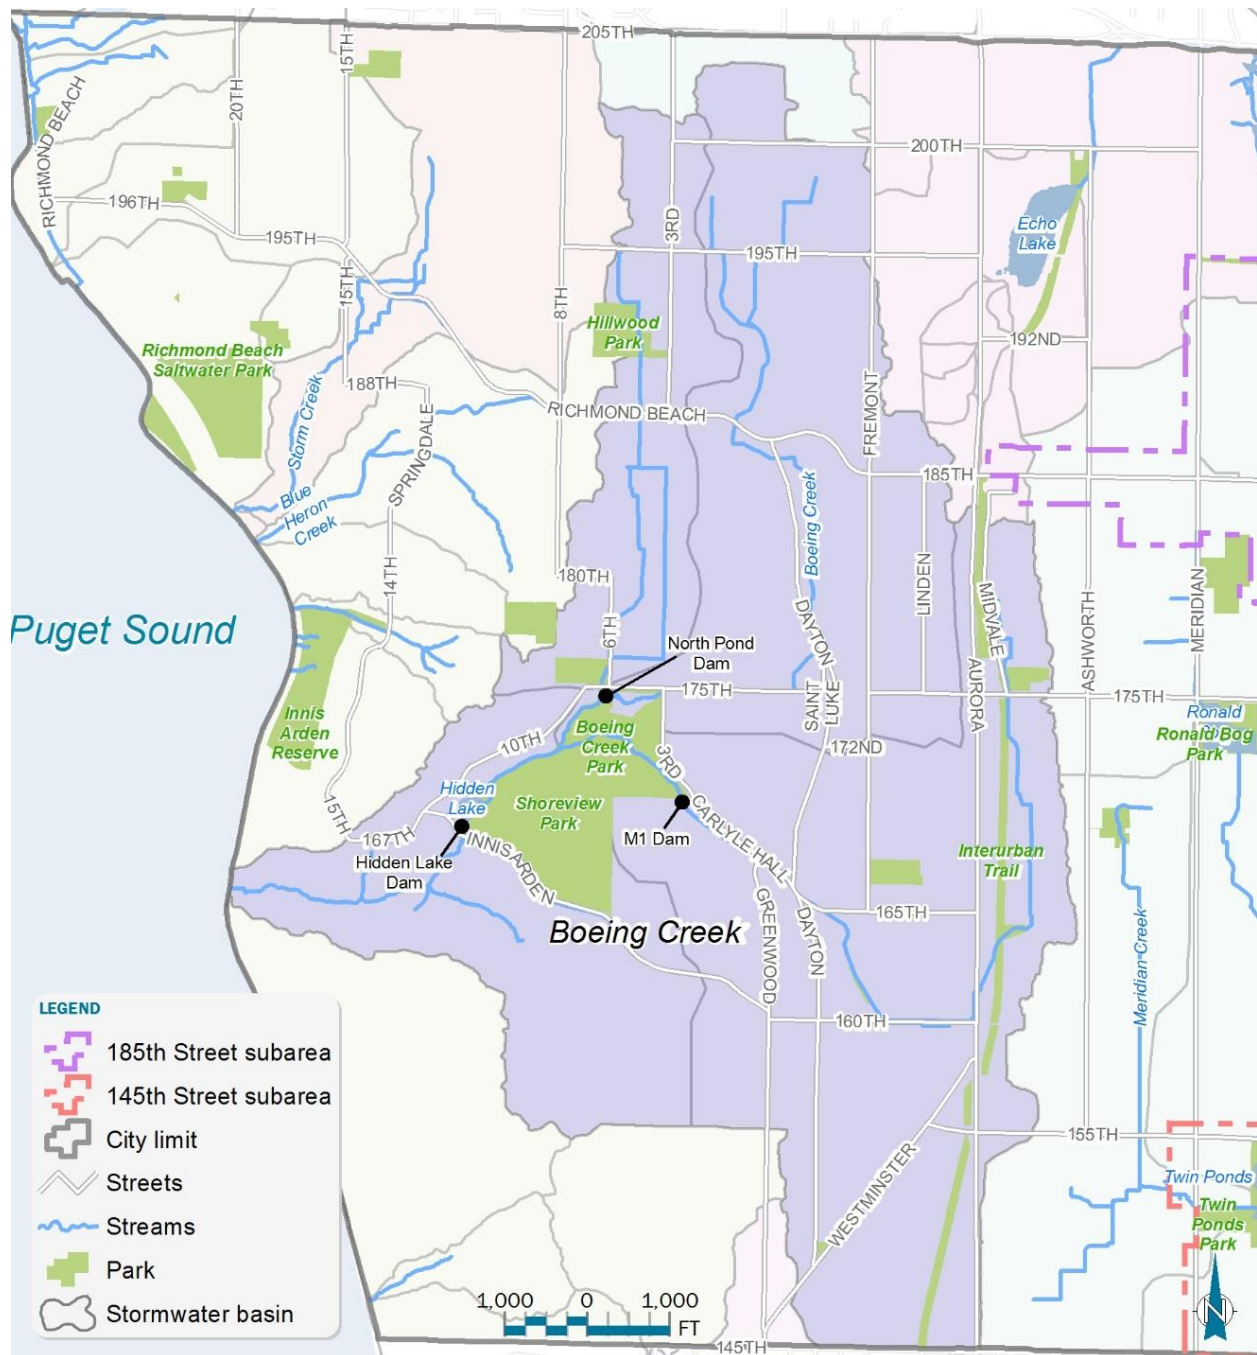 205TH
15TH
20TH
RICHMOND BEACH
3RD
200TH
196TH
195TH
195TH
Echo
Lake
15TH
8TH
Hillwood
Park
192ND
Richmond Beach
Saltwater Park
188TH
RICHMOND BEACH
FREMONT
Storm Creek
SPRINGDALE
185TH
Blue
Heron
Creek
Boeing Creek
180TH
14TH
LINDEN
MIDVALE
ASHWORTH
MERIDIAN
Puget Sound
6TH
DAYTON
North Pond
Dam
175TH
SAINT
LUKE
AURORA
175TH
Innis
Arden
Reserve
10TH
Boeing
Creek
Park
3RD
172ND
Ronald
Ronald Bog
Park
Hidden
Lake
Shoreview
Park
15TH
167TH
CARLYLE HALL
M1 Dam
Hidden Lake
Dam
INNISARDEN
Interurban
Trail
GREENWOOD
DAYTON
165TH
Boeing Creek
Meridian Creek
160TH
155TH
WESTMINSTER
Twin Ponds
Twin
Ponds
Park
145TH
LEGEND
185th Street subarea
145th Street subarea
City limit
Streets
Streams
Park
Stormwater basin
1,000 0 1,000
FT
N